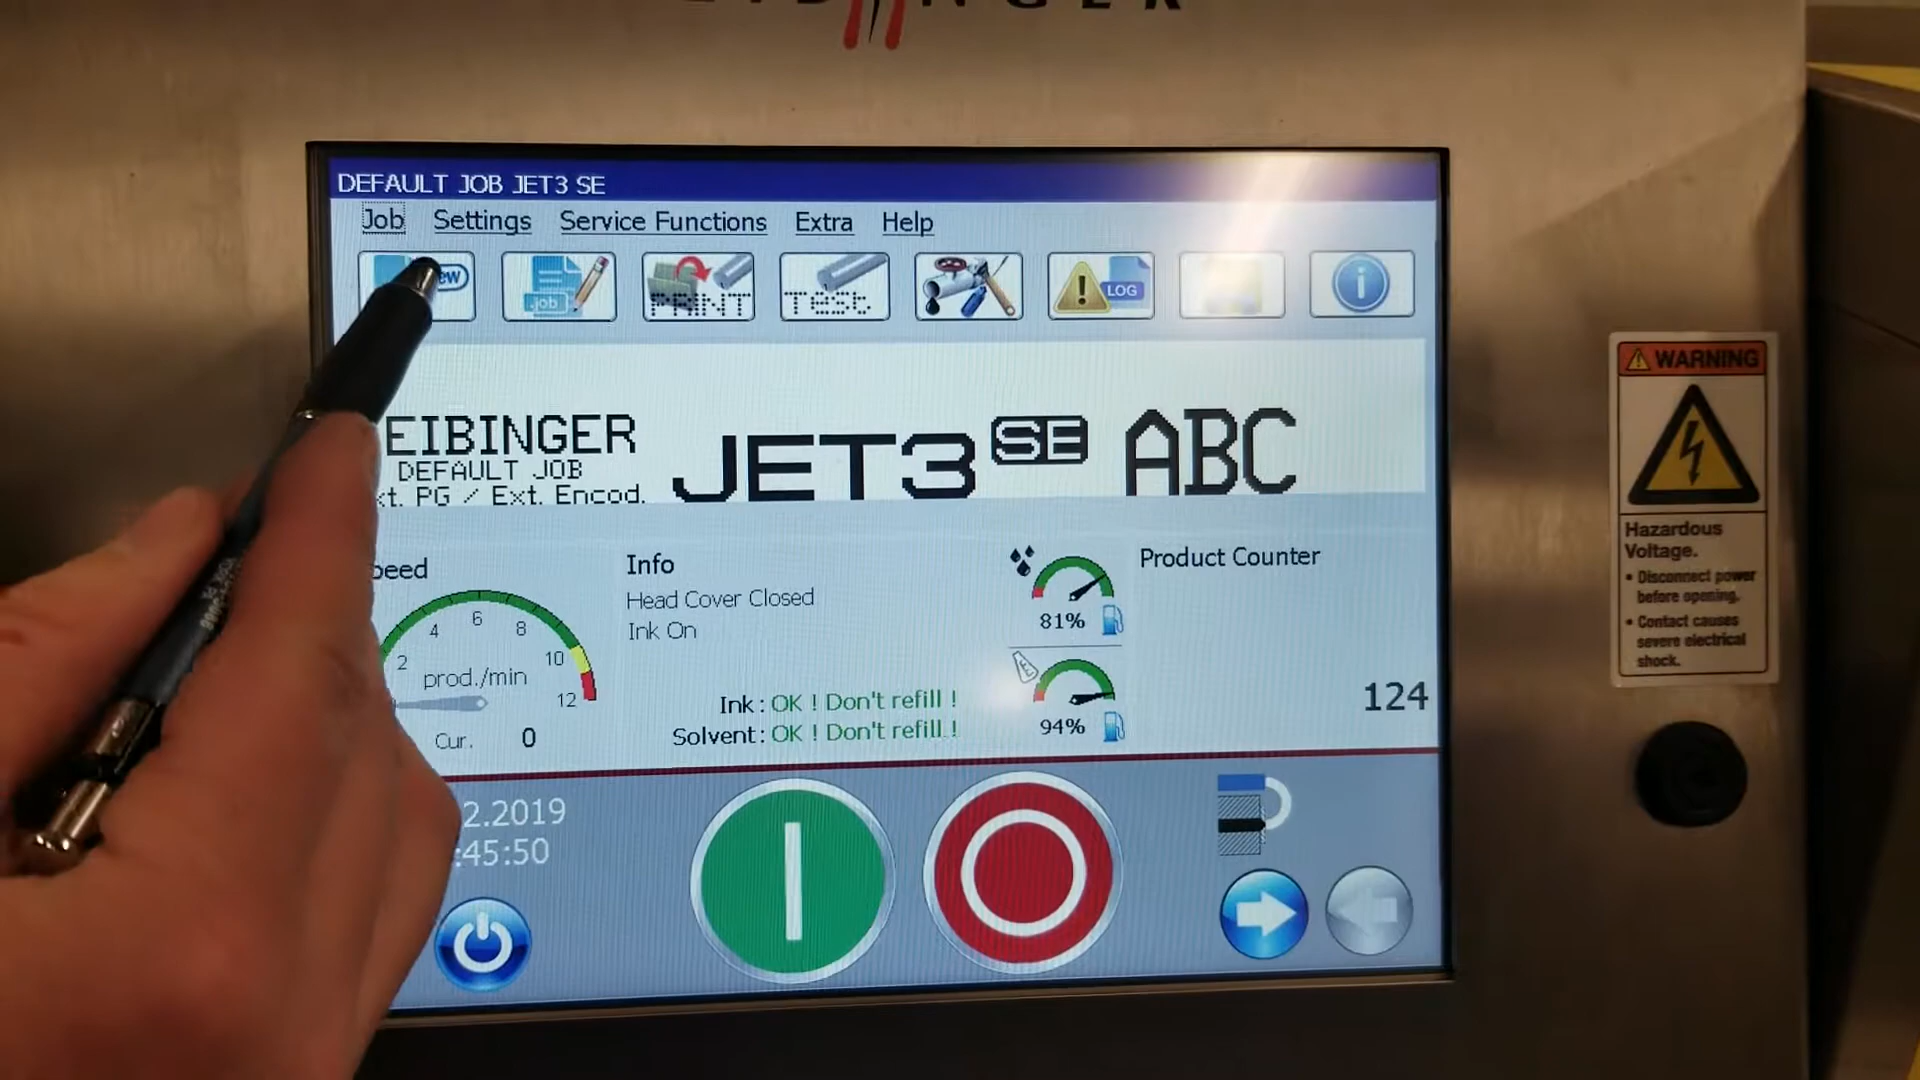 DEFAULT JOB JET3 SE
Job Settings Service Functions Extra Help
.job PRINT Test LOG
EIBINGER JET3 SE ABC
DEFAULT JOB
xt. PG / Ext. Encod.
peed
2 4 6 8 10 12
prod./min
Cur. 0
Info
Head Cover Closed
Ink On
Ink : OK ! Don't refill !
Solvent : OK ! Don't refill !
81%
94%
Product Counter
124
2.2019
:45:50
WARNING
Hazardous
Voltage.
• Disconnect power
before opening.
• Contact causes
severe electrical
shock.